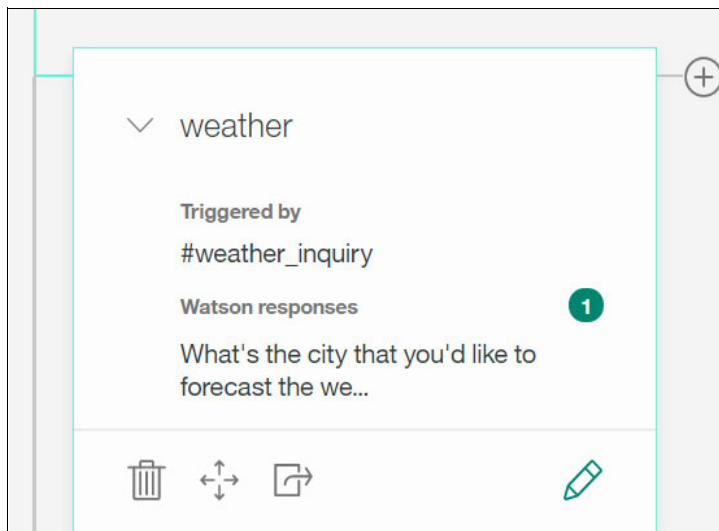 weather
Triggered by
#weather_inquiry
Watson responses
1
What's the city that you'd like to
forecast the we...